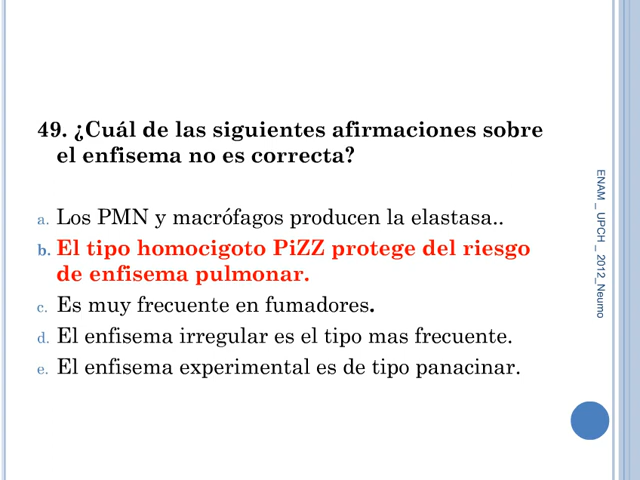 49. ¿Cuál de las siguientes afirmaciones sobre
el enfisema no es correcta?
a. Los PMN y macrófagos producen la elastasa..
b. El tipo homocigoto PiZZ protege del riesgo
de enfisema pulmonar.
c. Es muy frecuente en fumadores.
d. El enfisema irregular es el tipo mas frecuente.
e. El enfisema experimental es de tipo panacinar.
ENAM _ UPCH _ 2012_Neumo